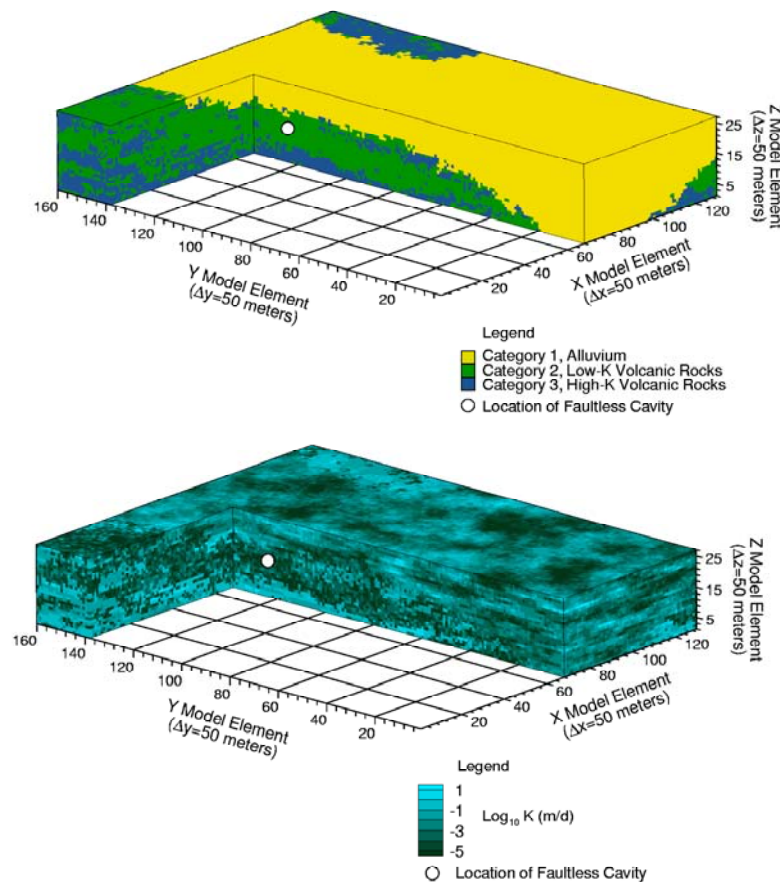 25
15
5
Z Model Element
(Δz=50 meters)
160
140
120
100
80
60
40
20
Y Model Element
(Δy=50 meters)
20
40
60
80
100
120
X Model Element
(Δx=50 meters)
Legend
Category 1, Alluvium
Category 2, Low-K Volcanic Rocks
Category 3, High-K Volcanic Rocks
Location of Faultless Cavity
25
15
5
Z Model Element
(Δz=50 meters)
160
140
120
100
80
60
40
20
Y Model Element
(Δy=50 meters)
20
40
60
80
100
120
X Model Element
(Δx=50 meters)
Legend
1
-1
-3
-5
Log10 K (m/d)
Location of Faultless Cavity